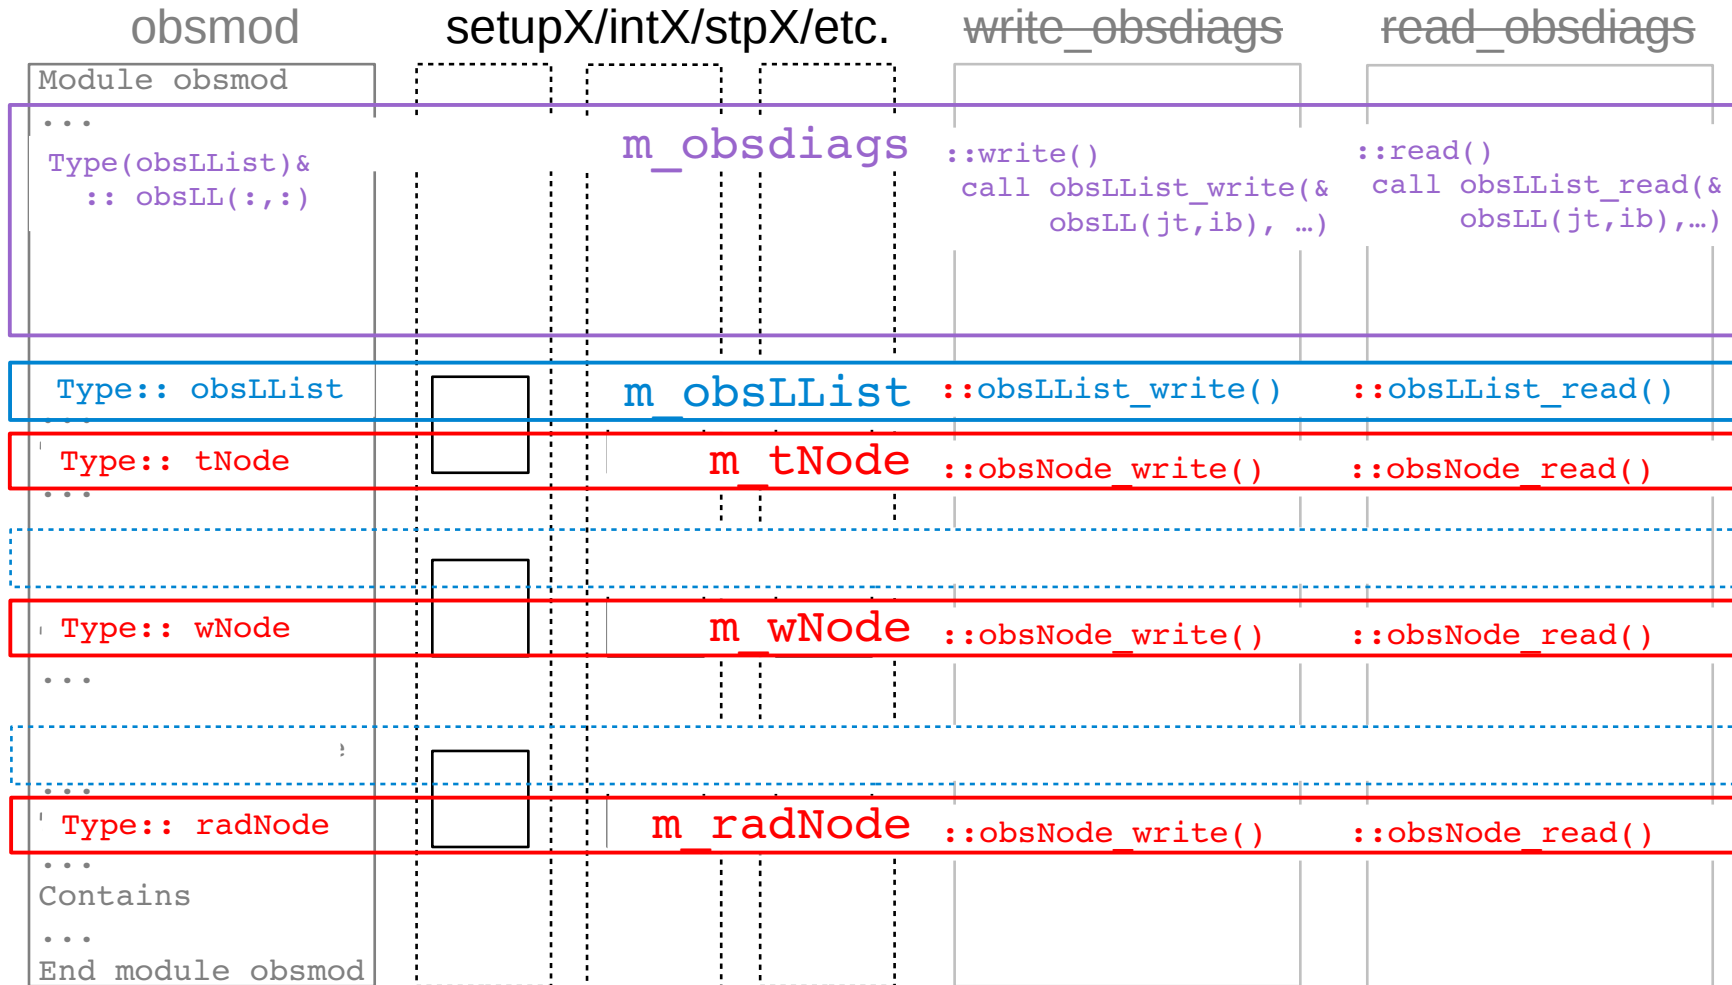 obsmod setupX/intX/stpX/etc. write_obsdiags read_obsdiags
Module obsmod
...
m_obsdiags
Type(obsLList)&
:: obsLL(:,:)
::write()
call obsLList_write(&
obsLL(jt,ib), …)
::read()
call obsLList_read(&
obsLL(jt,ib),…)
Type:: obsLList m_obsLList ::obsLList_write() ::obsLList_read()
...
Type:: tNode m_tNode ::obsNode_write() ::obsNode_read()
...
Type:: wNode m_wNode ::obsNode_write() ::obsNode_read()
...
...
Type:: radNode m_radNode ::obsNode_write() ::obsNode_read()
...
Contains
...
End module obsmod